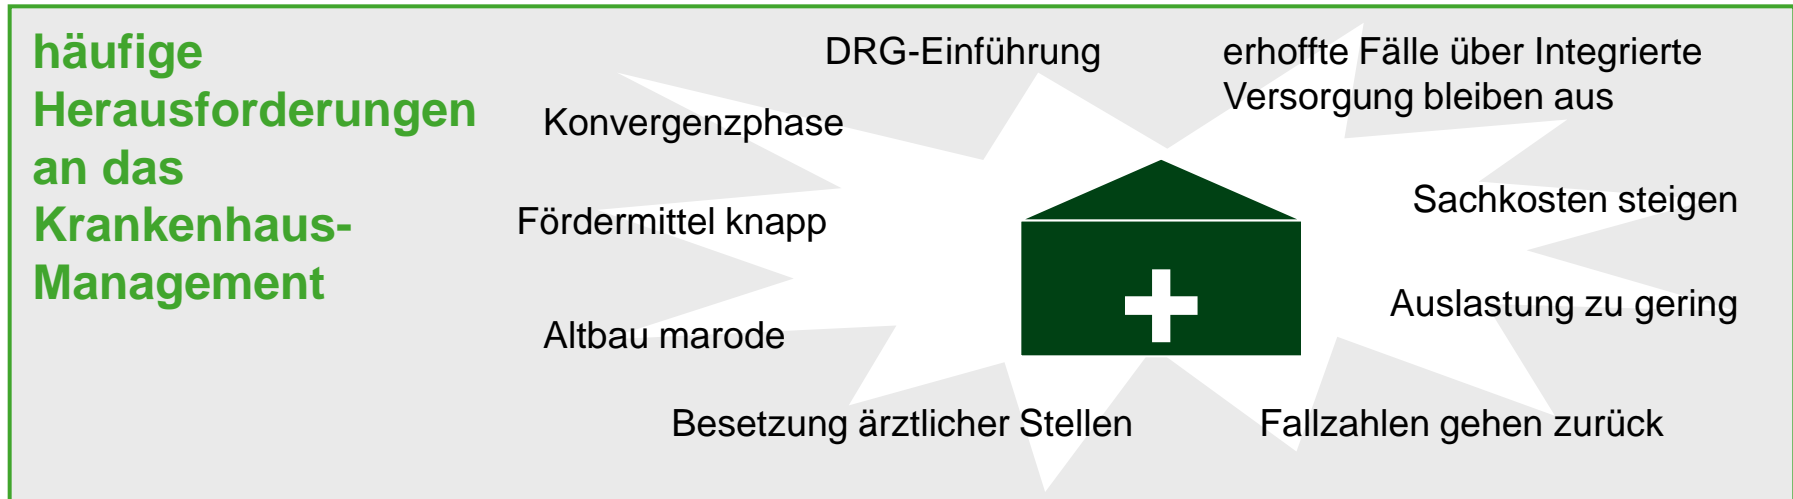 häufige
Herausforderungen
an das
Krankenhaus-
Management
DRG-Einführung
erhoffte Fälle über Integrierte
Versorgung bleiben aus
Konvergenzphase
Sachkosten steigen
Fördermittel knapp
Auslastung zu gering
Altbau marode
Besetzung ärztlicher Stellen
Fallzahlen gehen zurück